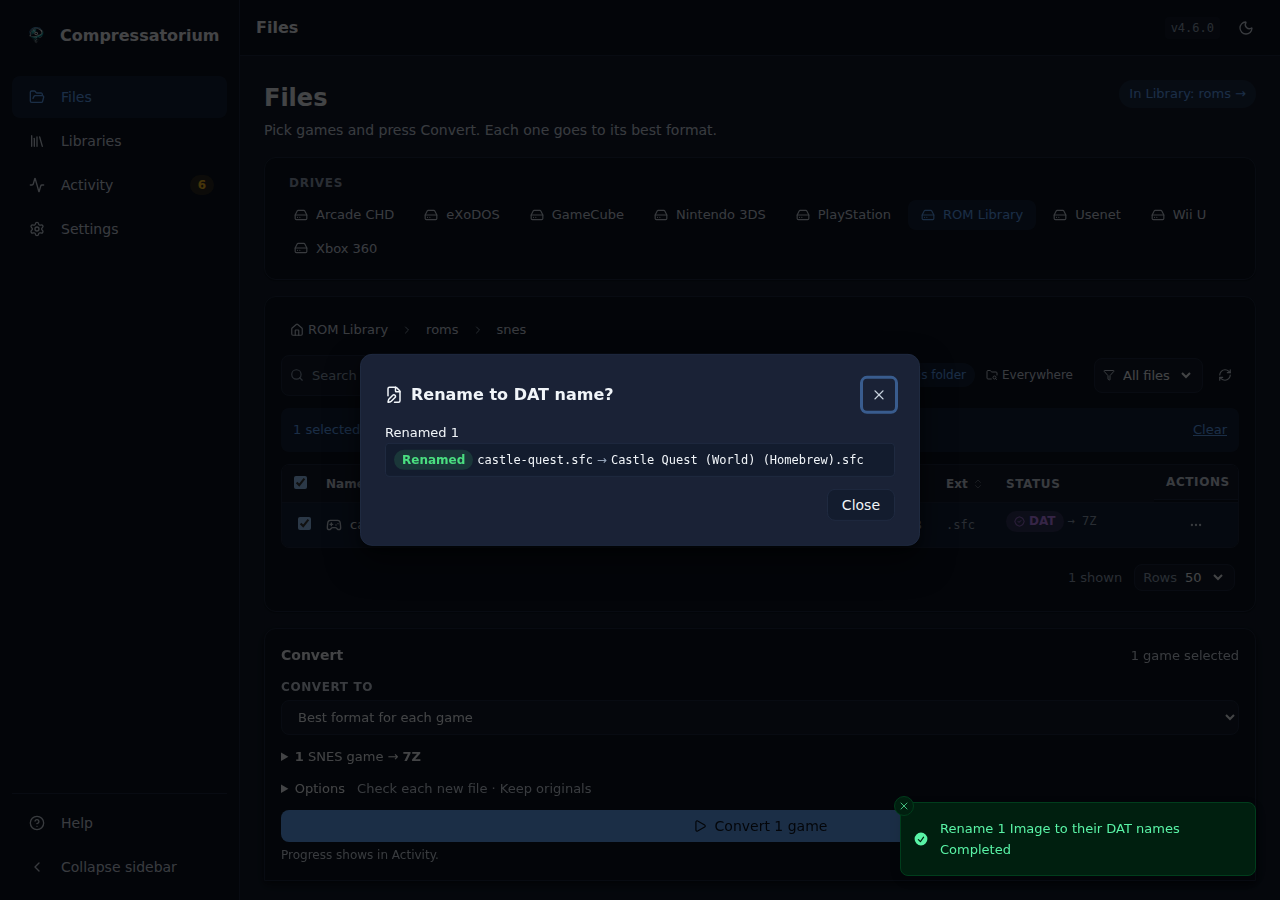 Compressatorium
Files
v4.6.0
Files
Libraries
Activity
6
Settings
Files
In Library: roms →
Pick games and press Convert. Each one goes to its best format.
DRIVES
Arcade CHD
eXoDOS
GameCube
Nintendo 3DS
PlayStation
ROM Library
Usenet
Wii U
Xbox 360
ROM Library
roms
snes
Search
s folder
Everywhere
All files
1 selected
Clear
Name
Ext
STATUS
ACTIONS
.sfc
DAT
→ 7Z
1 shown
Rows 50
Rename to DAT name?
Renamed 1
Renamed castle-quest.sfc → Castle Quest (World) (Homebrew).sfc
Close
Convert
1 game selected
CONVERT TO
Best format for each game
1 SNES game → 7Z
Options Check each new file · Keep originals
Convert 1 game
Progress shows in Activity.
Rename 1 Image to their DAT names
Completed
Help
Collapse sidebar